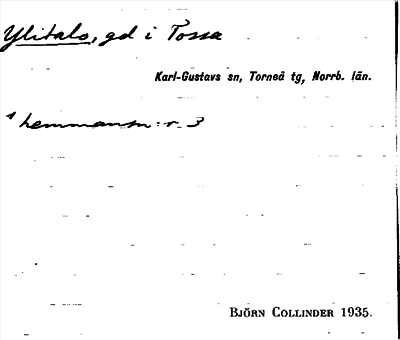 Ylitalo, gd i Tossa
Karl-Gustavs sn, Torneå tg, Norrb. län.
1 hemmansn:r 3
BJÖRN COLLINDER 1935.